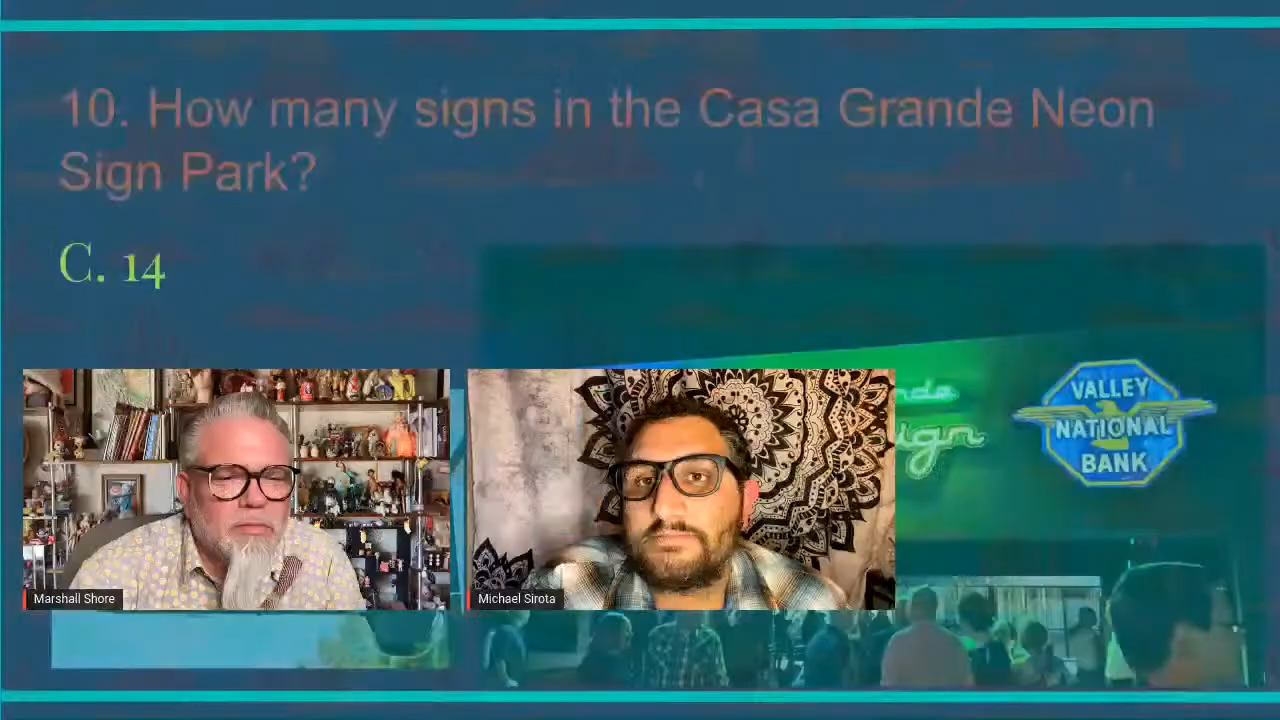 10. How many signs in the Casa Grande Neon
Sign Park?
C. 14
VALLEY
NATIONAL
BANK
Marshall Shore
Michael Sirota